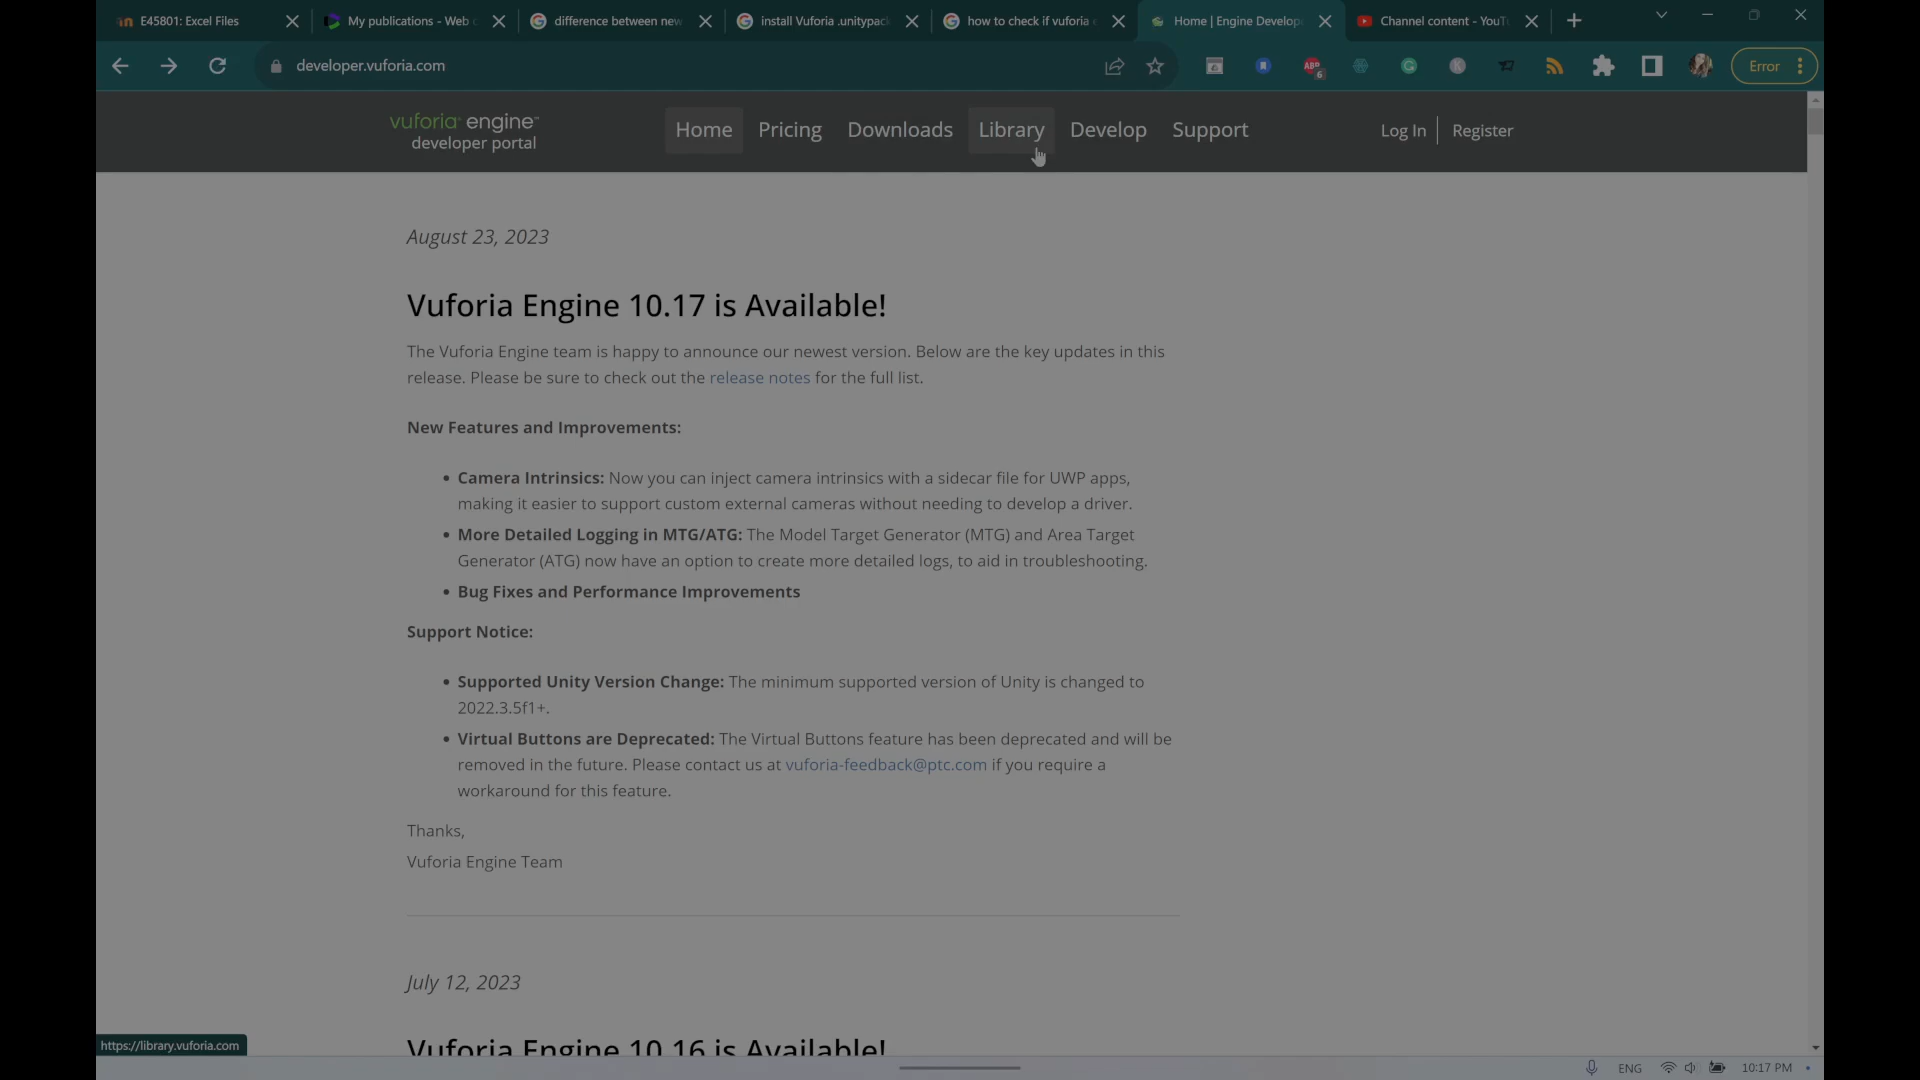 E45801: Excel Files
My publications - Web
difference between new
install Vuforia .unitypack
how to check if vuforia
Home | Engine Develop
Channel content - YouT
developer.vuforia.com
ABP
6
Error
vuforia engine™
developer portal
Home
Pricing
Downloads
Library
Develop
Support
Log In
Register
August 23, 2023
Vuforia Engine 10.17 is Available!
The Vuforia Engine team is happy to announce our newest version. Below are the key updates in this
release. Please be sure to check out the release notes for the full list.
New Features and Improvements:
• Camera Intrinsics: Now you can inject camera intrinsics with a sidecar file for UWP apps,
making it easier to support custom external cameras without needing to develop a driver.
• More Detailed Logging in MTG/ATG: The Model Target Generator (MTG) and Area Target
Generator (ATG) now have an option to create more detailed logs, to aid in troubleshooting.
• Bug Fixes and Performance Improvements
Support Notice:
• Supported Unity Version Change: The minimum supported version of Unity is changed to
2022.3.5f1+.
• Virtual Buttons are Deprecated: The Virtual Buttons feature has been deprecated and will be
removed in the future. Please contact us at vuforia-feedback@ptc.com if you require a
workaround for this feature.
Thanks,
Vuforia Engine Team
July 12, 2023
Vuforia Engine 10.16 is Available!
https://library.vuforia.com
ENG
10:17 PM